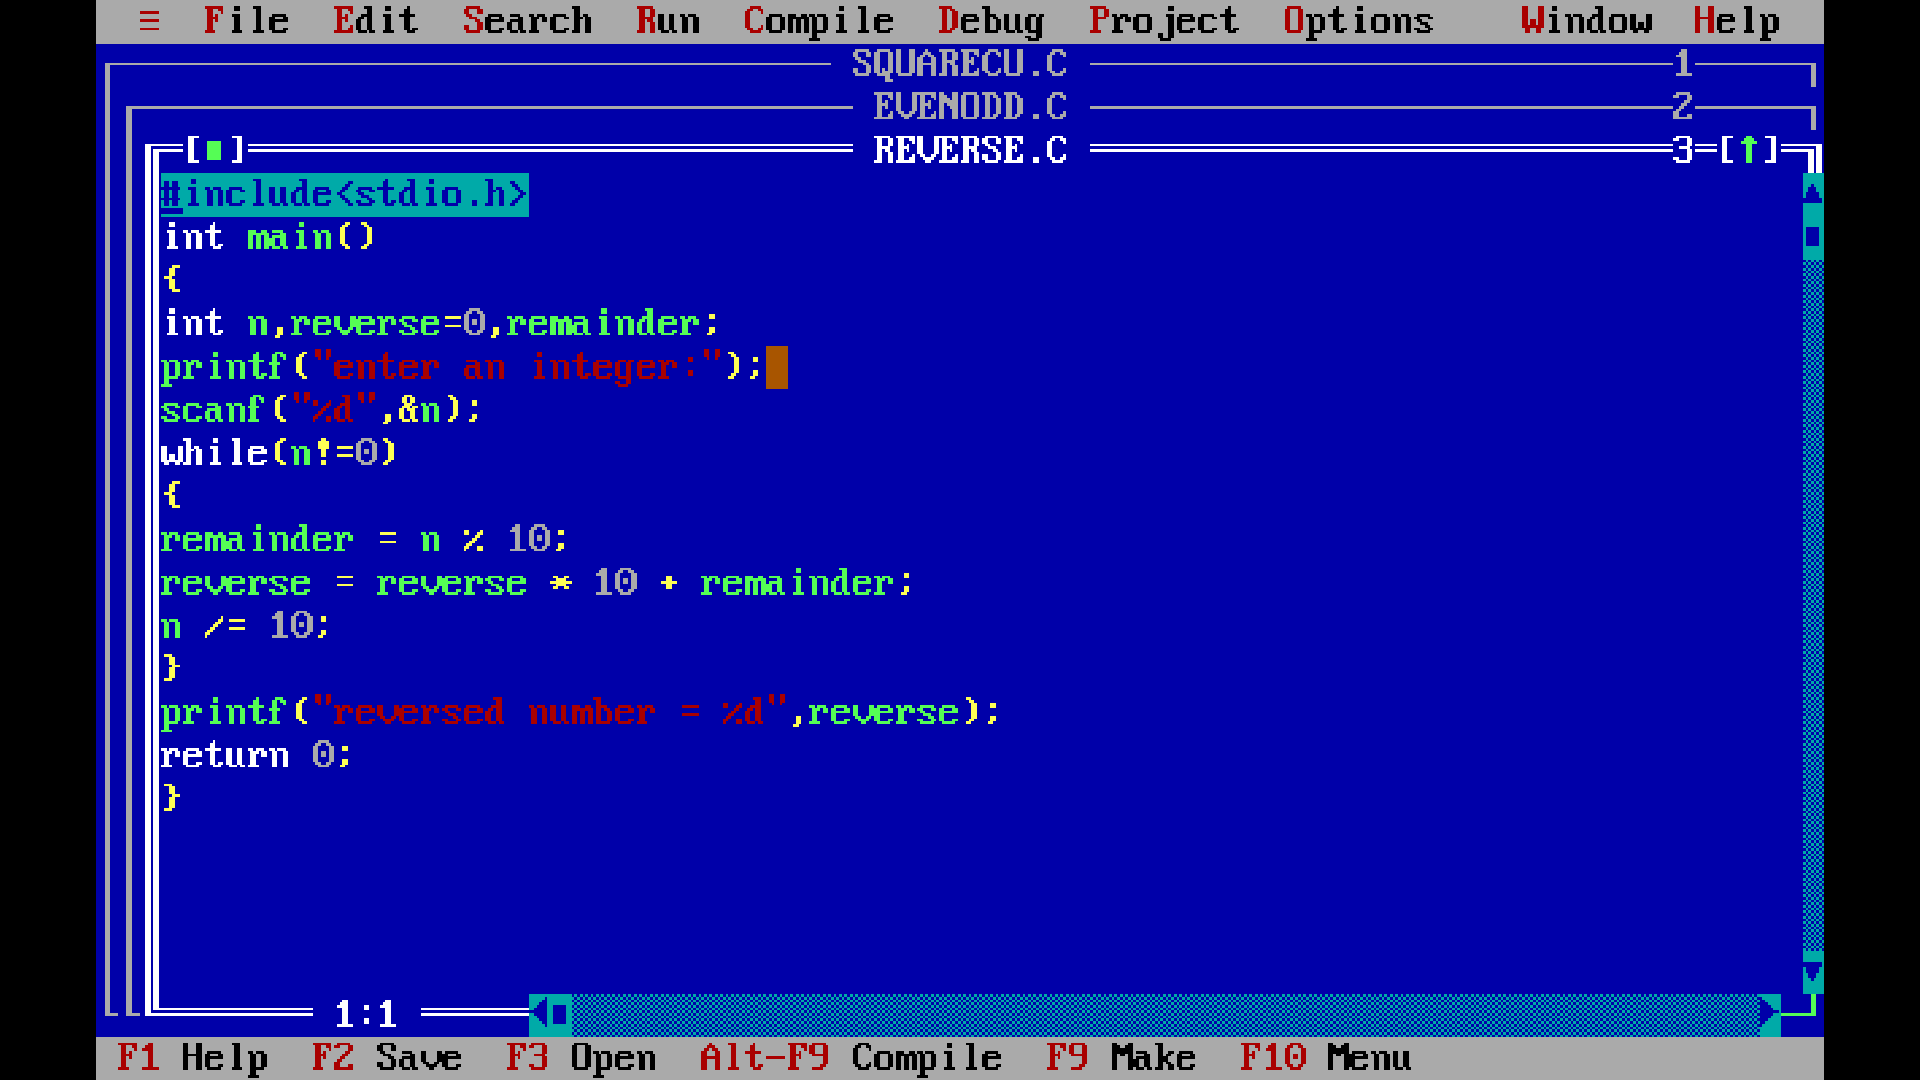 ≡ File Edit Search Run Compile Debug Project Options Window Help
SQUARECU.C 1
EVENODD.C 2
[■] REVERSE.C 3=[↑]
#include<stdio.h>
int main()
{
int n,reverse=0,remainder;
printf("enter an integer:");
scanf("%d",&n);
while(n!=0)
{
remainder = n % 10;
reverse = reverse * 10 + remainder;
n /= 10;
}
printf("reversed number = %d",reverse);
return 0;
}
1:1
F1 Help F2 Save F3 Open Alt-F9 Compile F9 Make F10 Menu